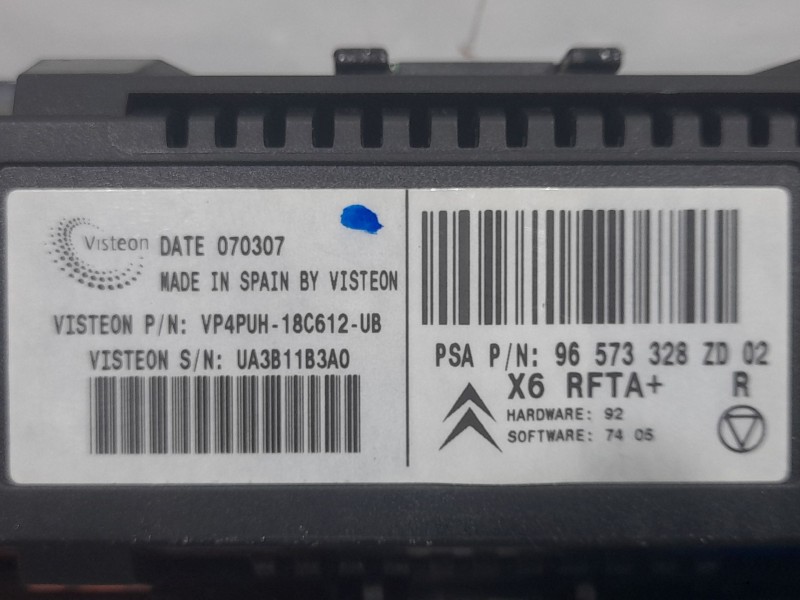 Visteon
DATE 070307
MADE IN SPAIN BY VISTEON
VISTEON P/N: VP4PUH-18C612-UB
VISTEON S/N: UA3B11B3A0
PSA P/N: 96 573 328 ZD 02
X6 RFTA+ R
HARDWARE: 92
SOFTWARE: 74 05